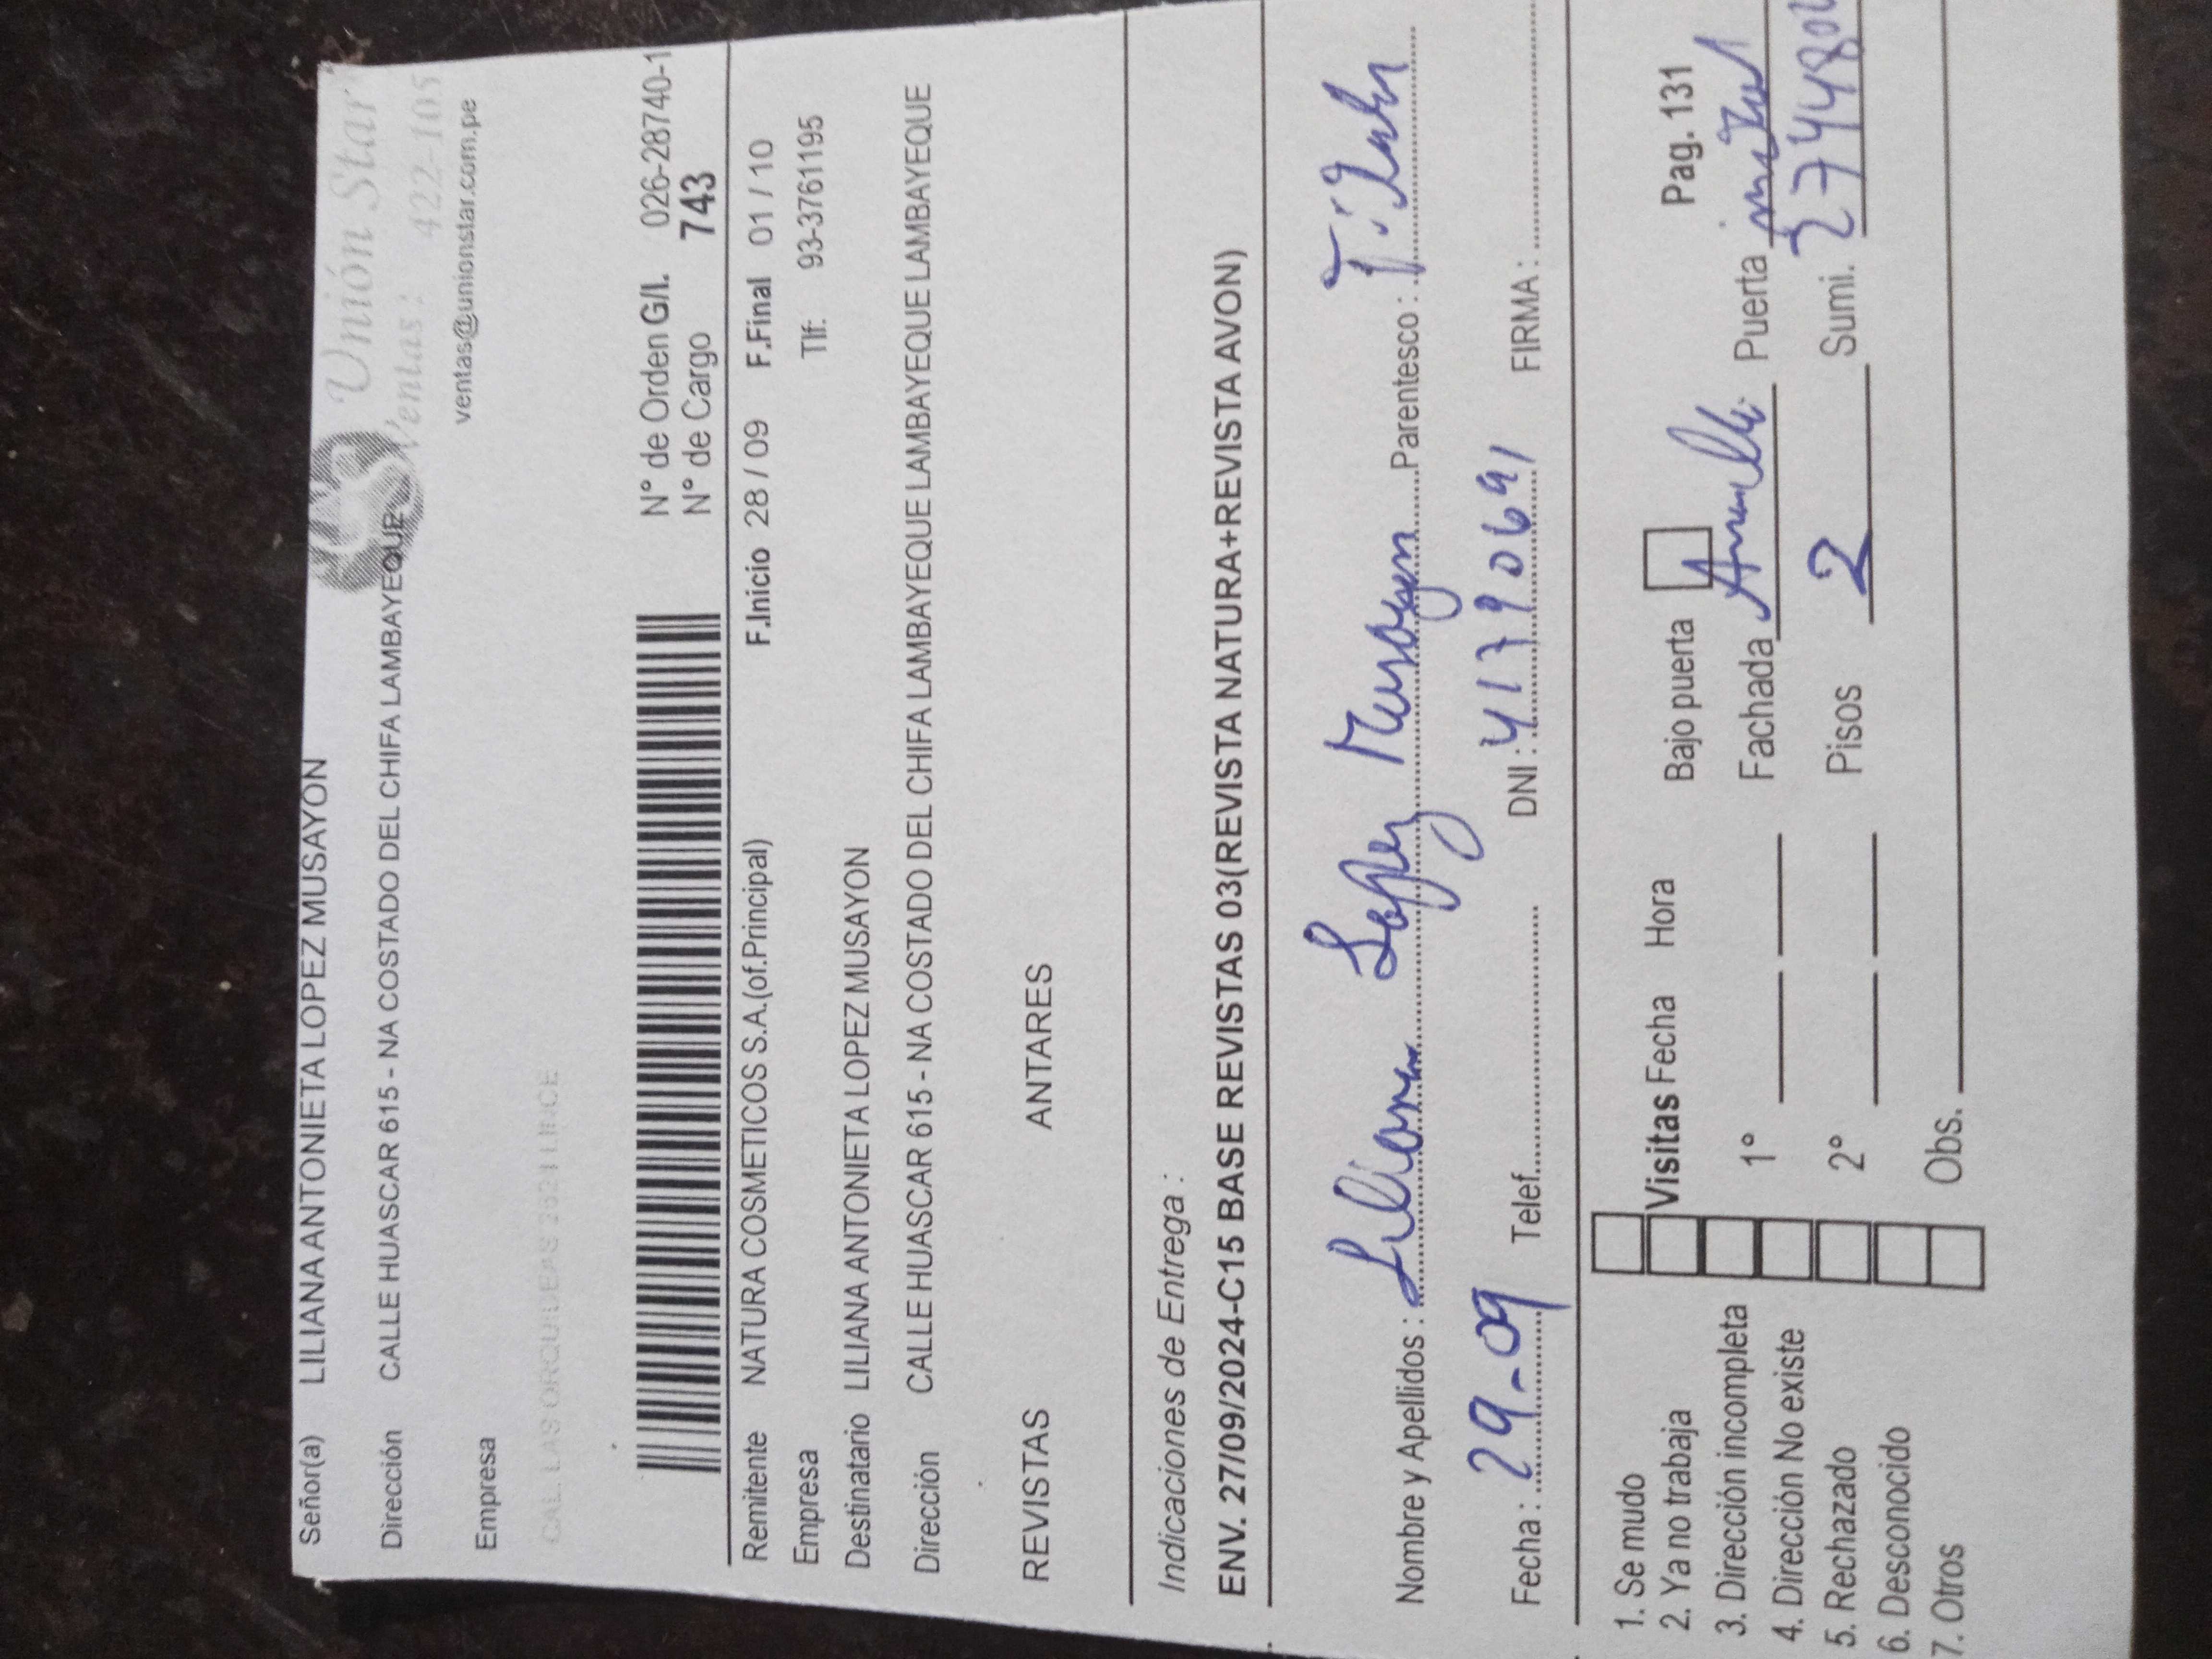 Unión Star
Ventas: 422-105
ventas@unionstar.com.pe
Señor(a) LILIANA ANTONIETA LOPEZ MUSAYON
Dirección CALLE HUASCAR 615 - NA COSTADO DEL CHIFA LAMBAYEQUE
Empresa
N° de Orden G/I. 026-28740-1
N° de Cargo 743
Remitente NATURA COSMETICOS S.A.(of.Principal) F.Inicio 28 / 09 F.Final 01 / 10
Empresa Tlf: 93-3761195
Destinatario LILIANA ANTONIETA LOPEZ MUSAYON
Dirección CALLE HUASCAR 615 - NA COSTADO DEL CHIFA LAMBAYEQUE LAMBAYEQUE LAMBAYEQUE
REVISTAS ANTARES
Indicaciones de Entrega :
ENV. 27/09/2024-C15 BASE REVISTAS 03(REVISTA NATURA+REVISTA AVON)
Nombre y Apellidos : Liliana Lopez Musayon Parentesco :
Fecha : 29-09 Telef. DNI : 41790691 FIRMA :
1. Se mudo
2. Ya no trabaja
3. Dirección incompleta
4. Dirección No existe
5. Rechazado
6. Desconocido
7. Otros
Visitas Fecha Hora Bajo puerta Pag. 131
1° Fachada Puerta
2° Pisos 2 Sumi.
Obs.